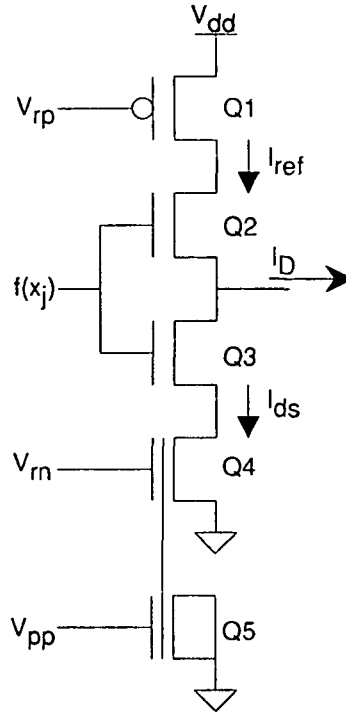 Vdd
Vrp
Q1
Iref
Q2
ID
f(xj)
Q3
Ids
Vrn
Q4
Vpp
Q5